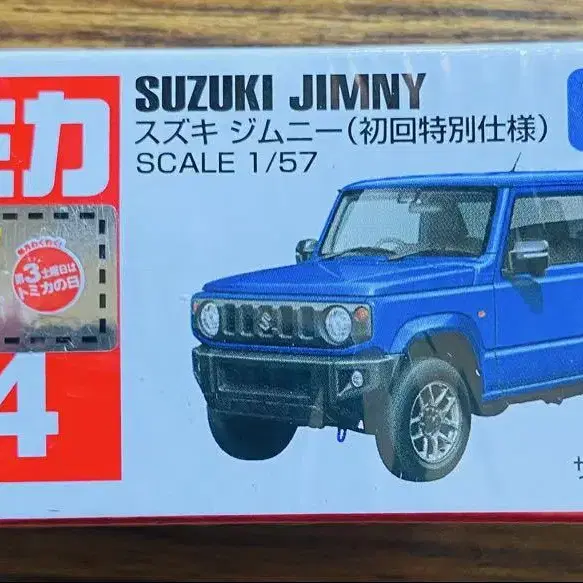 SUZUKI JIMNY
スズキ ジムニー(初回特別仕様)
SCALE 1/57
ミカ
第3土曜日は
トミカの日
4